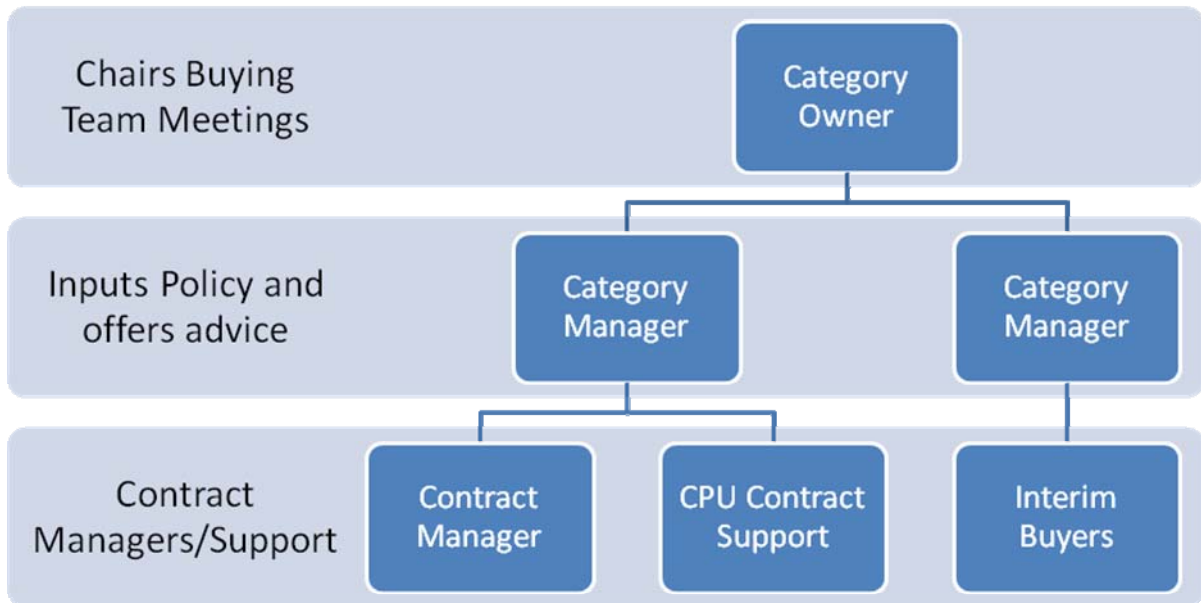 Chairs Buying
Team Meetings
Category
Owner
Inputs Policy and
offers advice
Category
Manager
Category
Manager
Contract
Managers/Support
Contract
Manager
CPU Contract
Support
Interim
Buyers